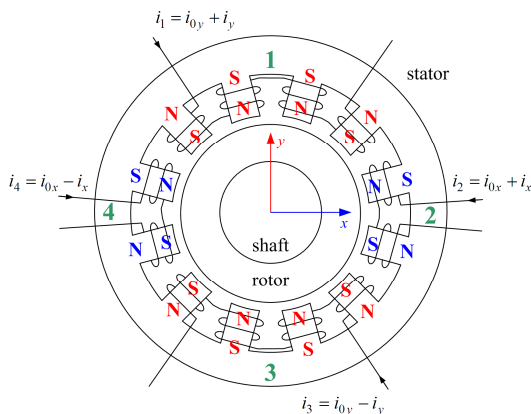 i₁ = i₀y + iy
1
stator
S S
N N
N N
S S
y
S N N S
i₄ = i₀x − ix
i₂ = i₀x + ix
4 2
x
N S S N
shaft
rotor
S S
N N N N
S S
3
i₃ = i₀y − iy